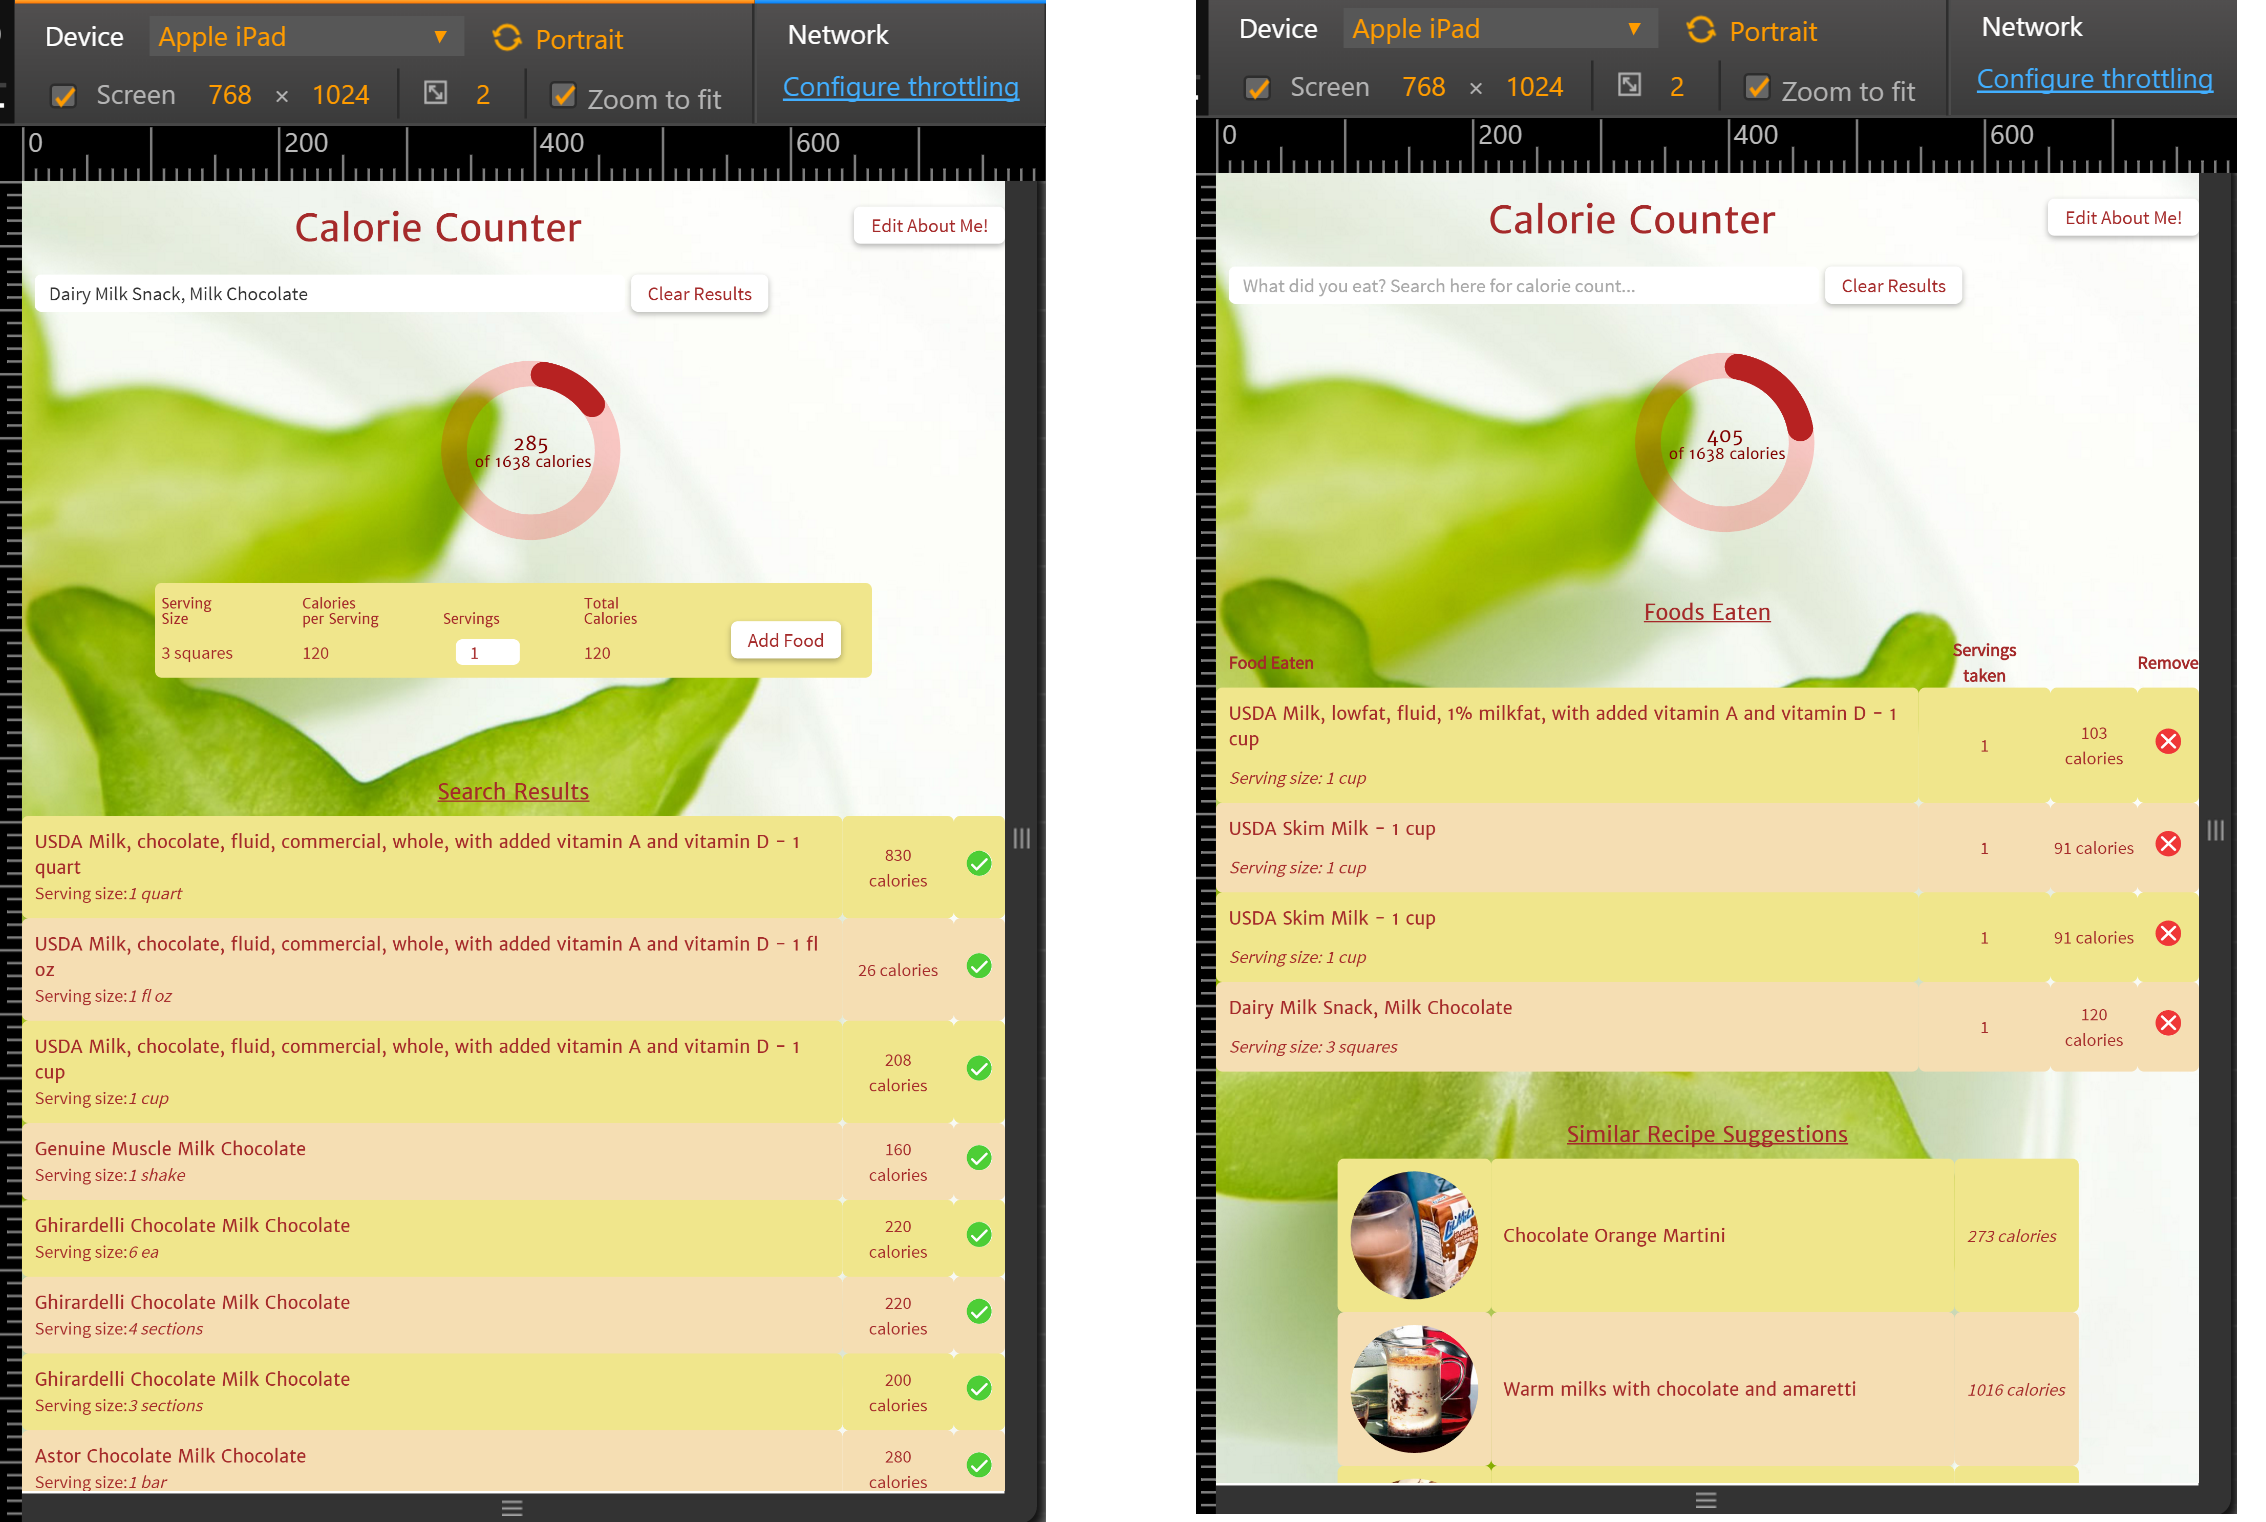 Device
Apple iPad ▼
Portrait
Network
Screen 768 × 1024
2
Zoom to fit
Configure throttling
0 200 400 600
Calorie Counter
Edit About Me!
Dairy Milk Snack, Milk Chocolate
Clear Results
285
of 1638 calories
Serving
Size
Calories
per Serving
Servings
Total
Calories
3 squares
120
1
120
Add Food
Search Results
USDA Milk, chocolate, fluid, commercial, whole, with added vitamin A and vitamin D - 1
quart
Serving size:1 quart
830
calories
USDA Milk, chocolate, fluid, commercial, whole, with added vitamin A and vitamin D - 1 fl
oz
Serving size:1 fl oz
26 calories
USDA Milk, chocolate, fluid, commercial, whole, with added vitamin A and vitamin D - 1
cup
Serving size:1 cup
208
calories
Genuine Muscle Milk Chocolate
Serving size:1 shake
160
calories
Ghirardelli Chocolate Milk Chocolate
Serving size:6 ea
220
calories
Ghirardelli Chocolate Milk Chocolate
Serving size:4 sections
220
calories
Ghirardelli Chocolate Milk Chocolate
Serving size:3 sections
200
calories
Astor Chocolate Milk Chocolate
Serving size:1 bar
280
calories
Device
Apple iPad ▼
Portrait
Network
Screen 768 × 1024
2
Zoom to fit
Configure throttling
0 200 400 600
Calorie Counter
Edit About Me!
What did you eat? Search here for calorie count...
Clear Results
405
of 1638 calories
Foods Eaten
Food Eaten
Servings
taken
Remove
USDA Milk, lowfat, fluid, 1% milkfat, with added vitamin A and vitamin D - 1
cup
Serving size: 1 cup
1
103
calories
USDA Skim Milk - 1 cup
Serving size: 1 cup
1
91 calories
USDA Skim Milk - 1 cup
Serving size: 1 cup
1
91 calories
Dairy Milk Snack, Milk Chocolate
Serving size: 3 squares
1
120
calories
Similar Recipe Suggestions
Chocolate Orange Martini
273 calories
Warm milks with chocolate and amaretti
1016 calories